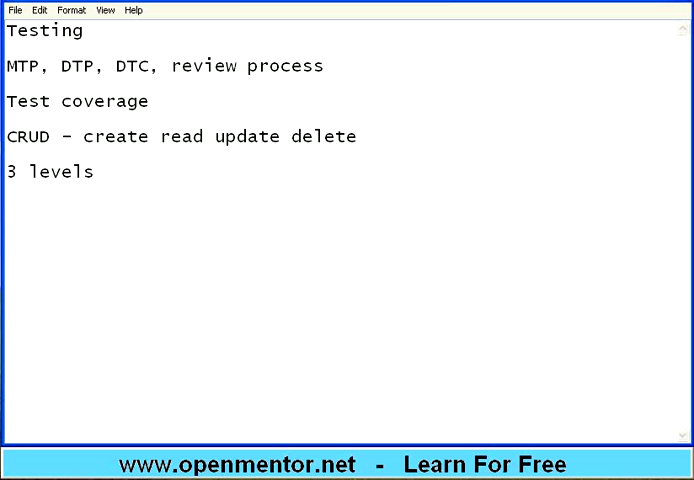 File Edit Format View Help
Testing
MTP, DTP, DTC, review process
Test coverage
CRUD - create read update delete
3 levels
www.openmentor.net - Learn For Free